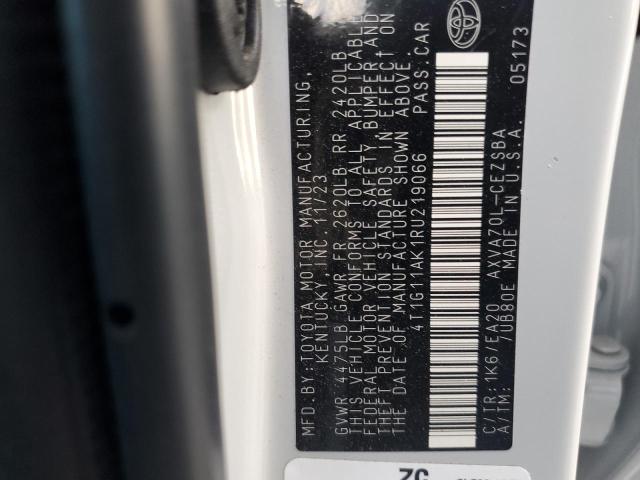 MFD.BY:TOYOTA MOTOR MANUFACTURING,
KENTUCKY,INC.11/23
GVWR 4475LB GAWR FR 2620LB RR 2420LB
THIS VEHICLE CONFORMS TO ALL APPLICABLE
FEDERAL MOTOR VEHICLE SAFETY, BUMPER AND
THEFT PREVENTION STANDARDS IN EFFECT ON
THE DATE OF MANUFACTURE SHOWN ABOVE.
4T1G11AK1RU219066 PASS.CAR
C/TR:1K6/EA20 AXVA70L-CEZSBA
A/TM: 7UB80E MADE IN U.S.A. 05173